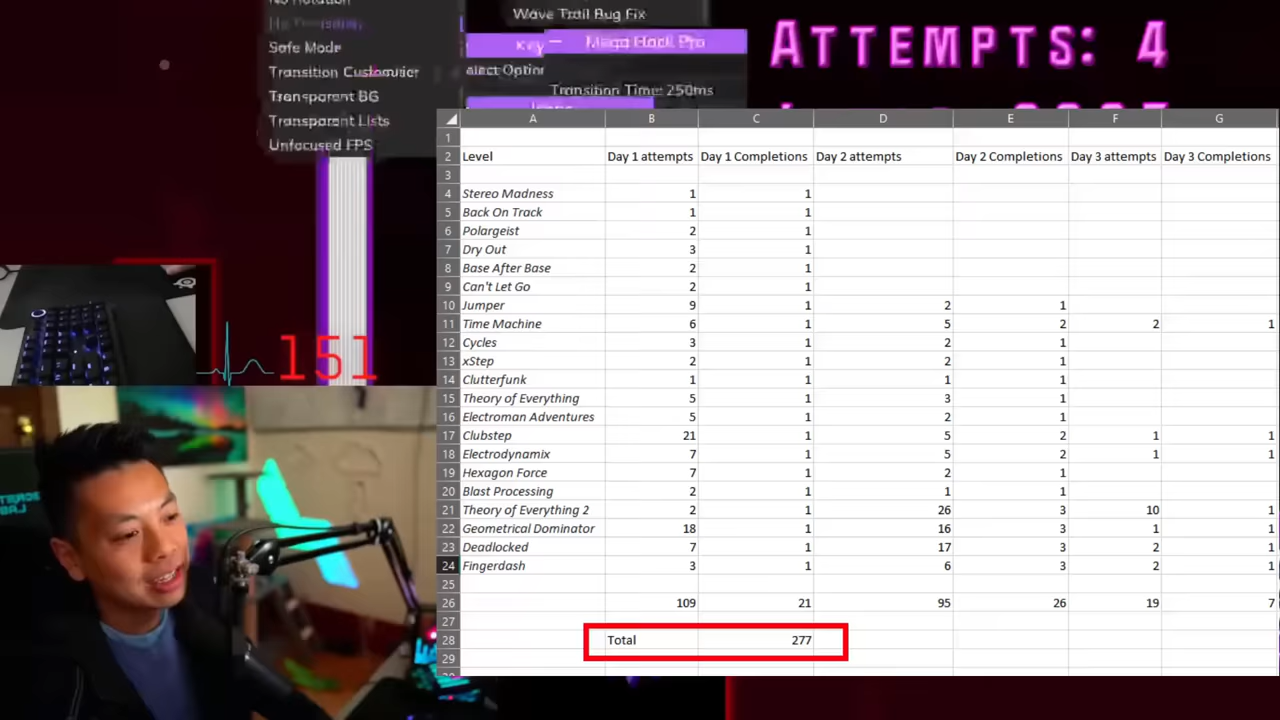 No Rotation
Safe Mode
Transition Customiser
Transparent BG
Transparent Lists
Unfocused FPS
Wave Trail Bug Fix
Key
Mega Hack Pro
Transition Time: 250ms
ATTEMPTS: 4
A B C D E F G
1
2 Level Day 1 attempts Day 1 Completions Day 2 attempts Day 2 Completions Day 3 attempts Day 3 Completions
3
4 Stereo Madness 1 1
5 Back On Track 1 1
6 Polargeist 2 1
7 Dry Out 3 1
8 Base After Base 2 1
9 Can't Let Go 2 1
10 Jumper 9 1 2 1
11 Time Machine 6 1 5 2 2 1
12 Cycles 3 1 2 1
13 xStep 2 1 2 1
14 Clutterfunk 1 1 1 1
15 Theory of Everything 5 1 3 1
16 Electroman Adventures 5 1 2 1
17 Clubstep 21 1 5 2 1 1
18 Electrodynamix 7 1 5 2 1 1
19 Hexagon Force 7 1 2 1
20 Blast Processing 2 1 1 1
21 Theory of Everything 2 2 1 26 3 10 1
22 Geometrical Dominator 18 1 16 3 1 1
23 Deadlocked 7 1 17 3 2 1
24 Fingerdash 3 1 6 3 2 1
25
26 109 21 95 26 19 7
27
28 Total 277
29
151